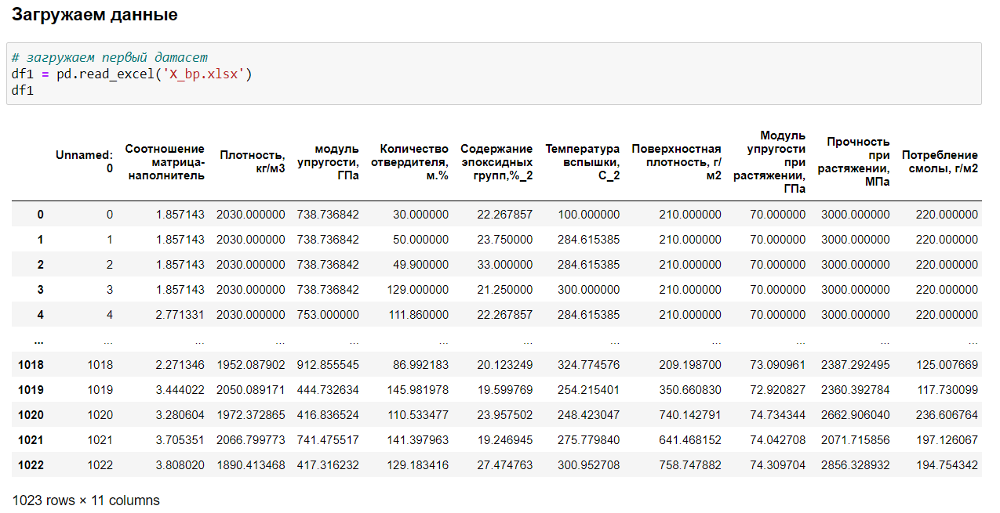 Загружаем данные
# загружаем первый датасет
df1 = pd.read_excel('X_bp.xlsx')
df1
Unnamed: 0 Соотношение матрица-наполнитель Плотность, кг/м3 модуль упругости, ГПа Количество отвердителя, м.% Содержание эпоксидных групп,%_2 Температура вспышки, С_2 Поверхностная плотность, г/м2 Модуль упругости при растяжении, ГПа Прочность при растяжении, МПа Потребление смолы, г/м2
0 0 1.857143 2030.000000 738.736842 30.000000 22.267857 100.000000 210.000000 70.000000 3000.000000 220.000000
1 1 1.857143 2030.000000 738.736842 50.000000 23.750000 284.615385 210.000000 70.000000 3000.000000 220.000000
2 2 1.857143 2030.000000 738.736842 49.900000 33.000000 284.615385 210.000000 70.000000 3000.000000 220.000000
3 3 1.857143 2030.000000 738.736842 129.000000 21.250000 300.000000 210.000000 70.000000 3000.000000 220.000000
4 4 2.771331 2030.000000 753.000000 111.860000 22.267857 284.615385 210.000000 70.000000 3000.000000 220.000000
... ... ... ... ... ... ... ... ... ... ... ...
1018 1018 2.271346 1952.087902 912.855545 86.992183 20.123249 324.774576 209.198700 73.090961 2387.292495 125.007669
1019 1019 3.444022 2050.089171 444.732634 145.981978 19.599769 254.215401 350.660830 72.920827 2360.392784 117.730099
1020 1020 3.280604 1972.372865 416.836524 110.533477 23.957502 248.423047 740.142791 74.734344 2662.906040 236.606764
1021 1021 3.705351 2066.799773 741.475517 141.397963 19.246945 275.779840 641.468152 74.042708 2071.715856 197.126067
1022 1022 3.808020 1890.413468 417.316232 129.183416 27.474763 300.952708 758.747882 74.309704 2856.328932 194.754342
1023 rows × 11 columns